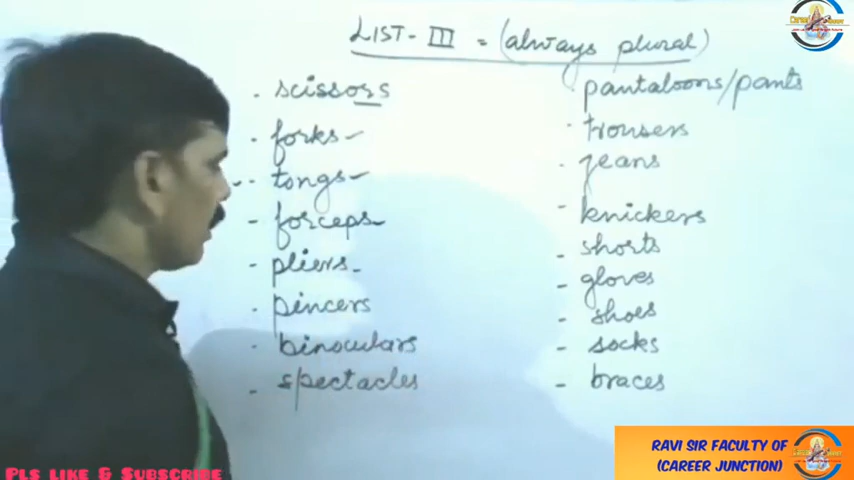 LIST - III = (always plural)
. scissors
. forks -
- tongs -
- forceps -
- pliers -
. pincers
. binoculars
. spectacles
pantaloons/pants
. trousers
. jeans
- knickers
- shorts
- gloves
- shoes
- socks
- braces
RAVI SIR FACULTY OF
(CAREER JUNCTION)
Pls like & Subscribe